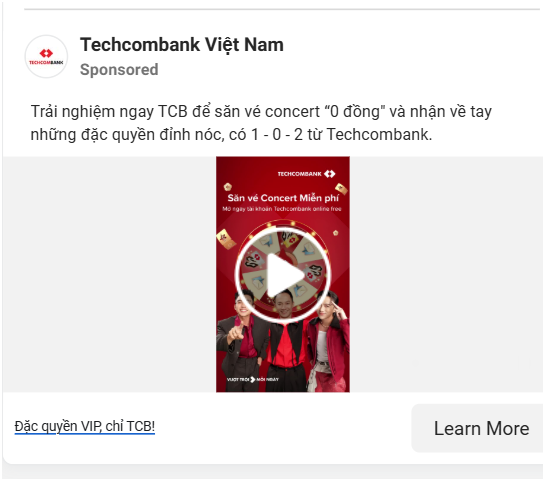 Techcombank Việt Nam
TECHCOMBANK
Sponsored
Trải nghiệm ngay TCB để săn vé concert “0 đồng" và nhận về tay
những đặc quyền đỉnh nóc, có 1 - 0 - 2 từ Techcombank.
TECHCOMBANK
Săn vé Concert Miễn phí
Mở ngay tài khoản Techcombank online free
VƯỢT TRỘI MỖI NGÀY
Đặc quyền VIP, chỉ TCB!
Learn More